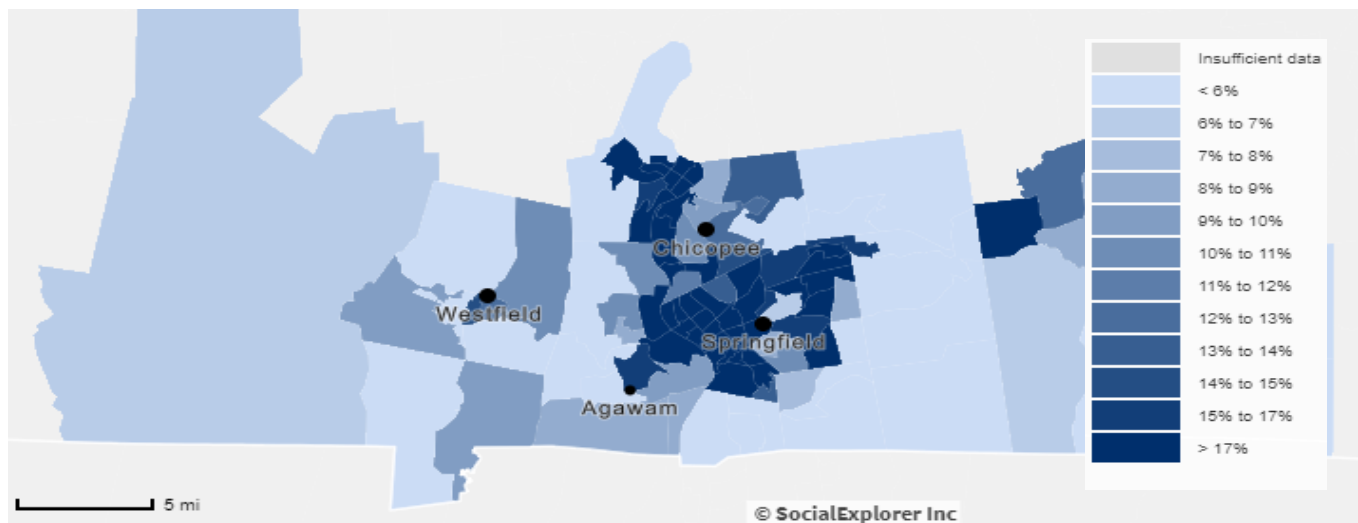 Insufficient data
< 6%
6% to 7%
7% to 8%
8% to 9%
9% to 10%
10% to 11%
11% to 12%
12% to 13%
13% to 14%
14% to 15%
15% to 17%
> 17%
Chicopee
Westfield
Springfield
Agawam
5 mi
© SocialExplorer Inc